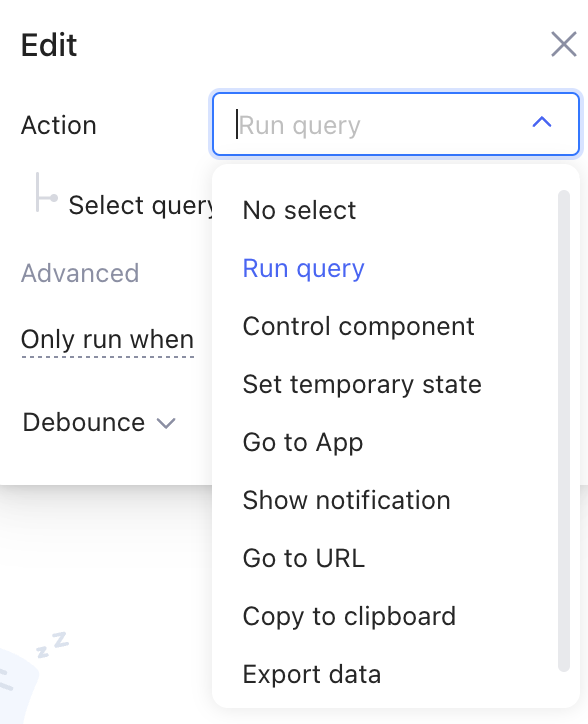 Edit
Action
Run query
Select query
No select
Run query
Advanced
Control component
Only run when
Set temporary state
Debounce
Go to App
Show notification
Go to URL
Copy to clipboard
Export data
z z